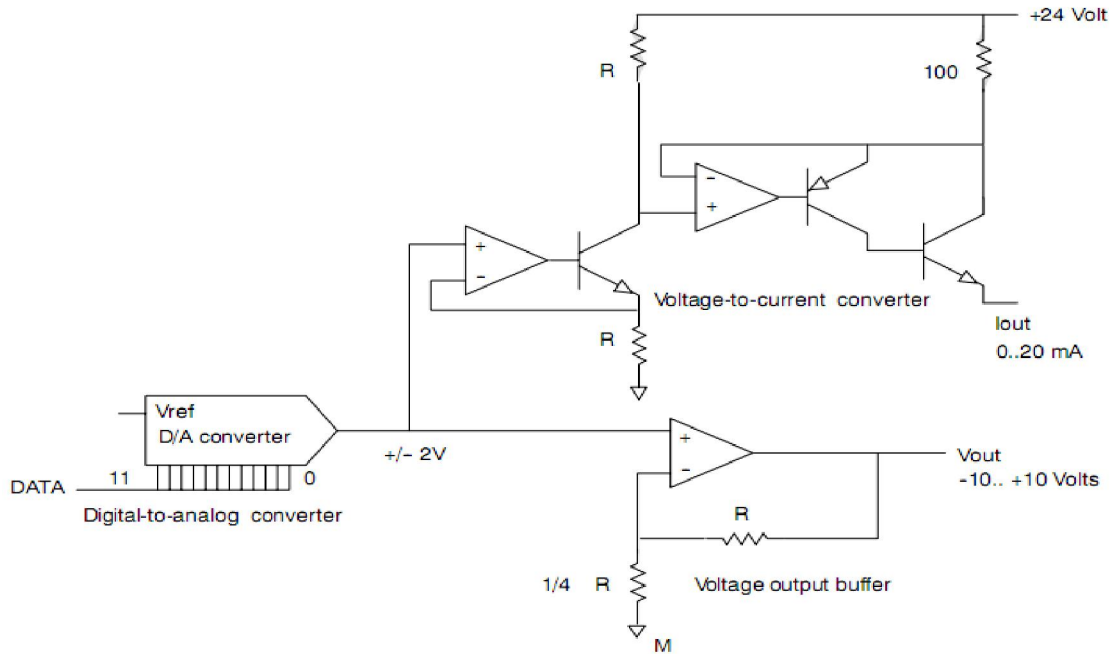 +24 Volt
R
100
-
+
+
-
Voltage-to-current converter
R
Iout
0..20 mA
Vref
D/A converter
+/- 2V
+
-
Vout
-10.. +10 Volts
DATA
11
0
Digital-to-analog converter
R
1/4 R
Voltage output buffer
M